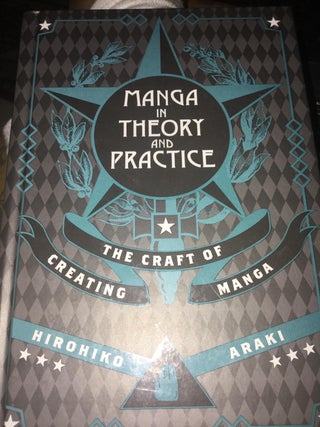 MANGA
IN
THEORY
AND
PRACTICE
THE CRAFT OF
CREATING
MANGA
HIROHIKO
ARAKI